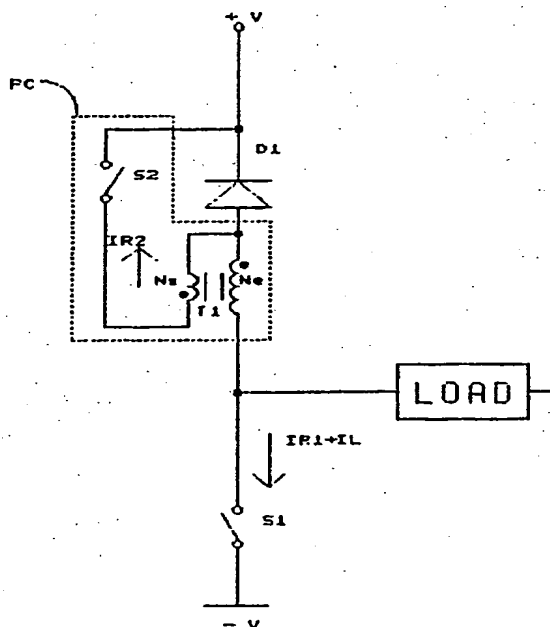 + V
PC
D1
S2
IR2
Ns
T1
Ne
LOAD
IR1+IL
S1
- V